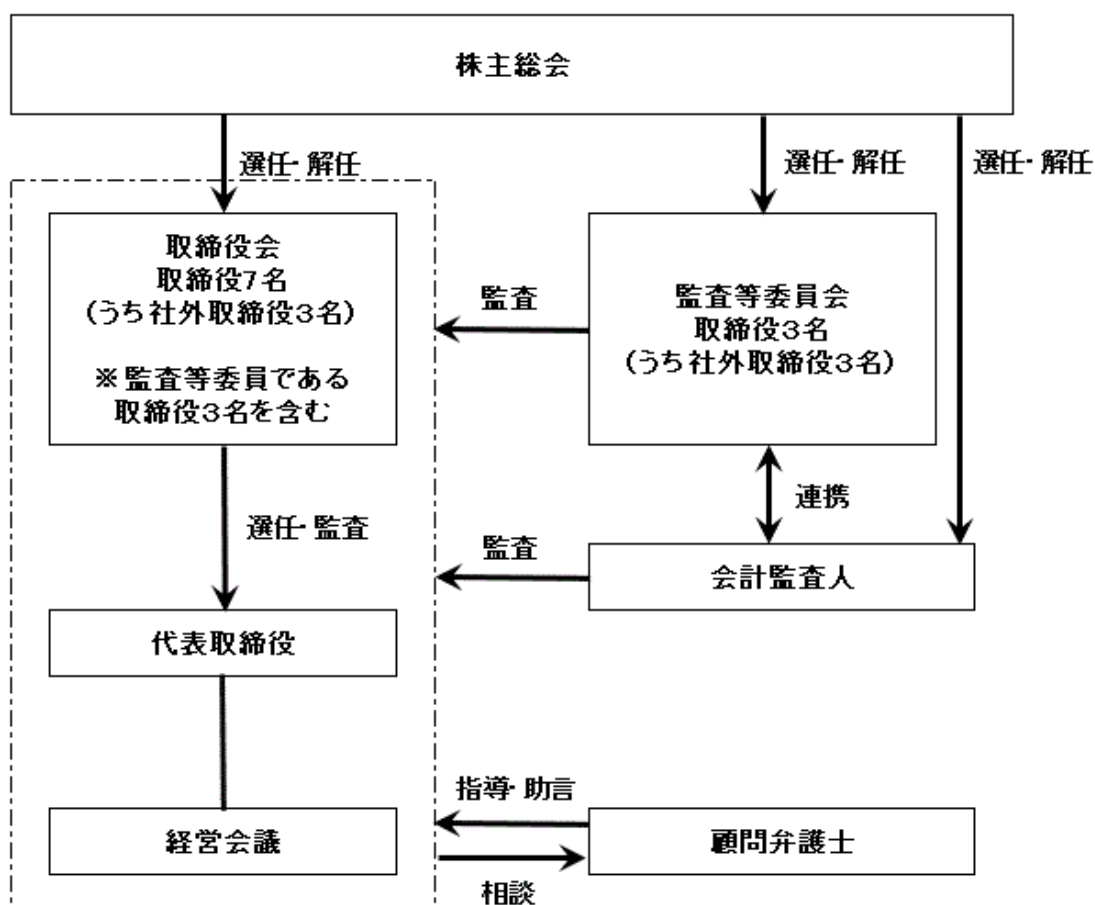 株主総会
選任・解任
選任・解任
選任・解任
取締役会
取締役7名
(うち社外取締役3名)
※監査等委員である
取締役3名を含む
監査
監査等委員会
取締役3名
(うち社外取締役3名)
連携
選任・監査
監査
会計監査人
代表取締役
指導・助言
経営会議
顧問弁護士
相談